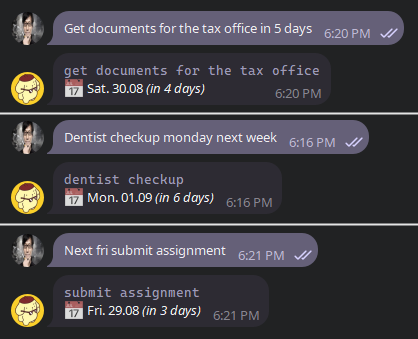 Get documents for the tax office in 5 days 6:20 PM
get documents for the tax office
17 Sat. 30.08 (in 4 days) 6:20 PM
Dentist checkup monday next week 6:16 PM
dentist checkup
17 Mon. 01.09 (in 6 days) 6:16 PM
Next fri submit assignment 6:21 PM
submit assignment
17 Fri. 29.08 (in 3 days) 6:21 PM